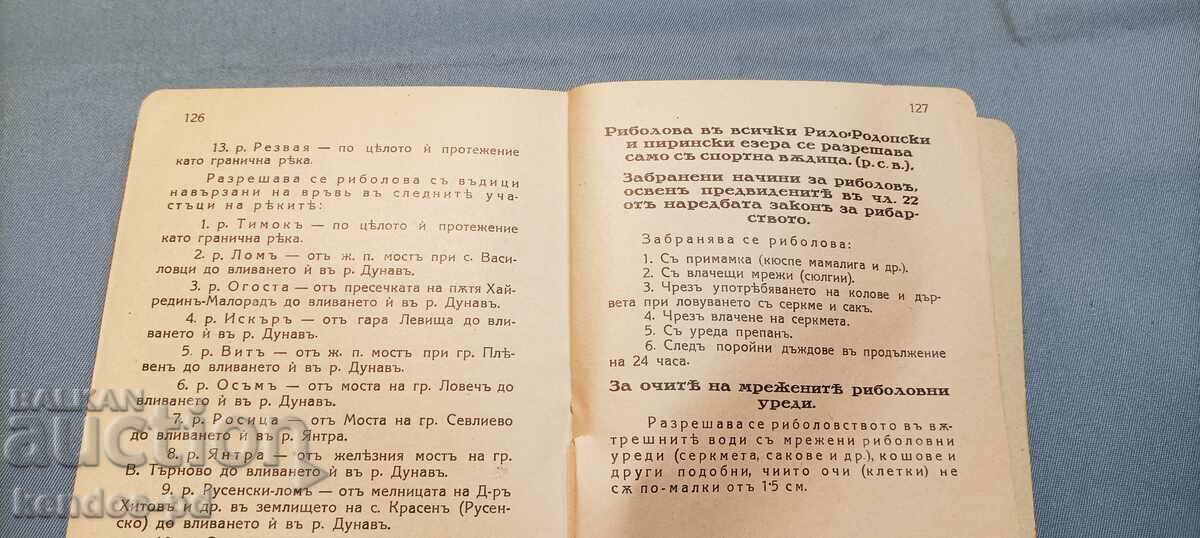 126
13. р. Резвая — по цѣлото ѝ протежение
като гранична рѣка.
Разрешава се риболова съ въдици
навързани на връвь въ следнитѣ уча-
стъци на рѣкитѣ:
1. р. Тимокъ — по целото ѝ протежение
като гранична рѣка.
2. р. Ломъ — отъ ж. п. мостъ при с. Васи-
ловци до вливането ѝ въ р. Дунавъ.
3. р. Огоста — отъ пресечката на пѫтя Хай-
рединъ-Малорадъ до вливането ѝ въ р. Дунавъ.
4. р. Искъръ — отъ гара Левища до вли-
ването ѝ въ р. Дунавъ.
5. р. Витъ — отъ ж. п. мостъ при гр. Плѣ-
венъ до вливането ѝ въ р. Дунавъ.
6. р. Осъмъ — отъ моста на гр. Ловечъ до
вливането ѝ въ р. Дунавъ.
7. р. Росица — отъ Моста на гр. Севлиево
до вливането ѝ въ р. Янтра.
8. р. Янтра — отъ желѣзния мостъ на гр.
В. Търново до вливането ѝ въ р. Дунавъ.
9. р. Русенски-ломъ — отъ мелницата на Д-ръ
Хитовъ и др. въ землището на с. Красенъ (Русен-
ско) до вливането ѝ въ р. Дунавъ.
127
Риболова въ всички Рило-Родопски
и пирински езера се разрешава
само съ спортна вѫдица. (р. с. в.).
Забранени начини за риболовъ,
освенъ предвиденитѣ въ чл. 22
отъ наредбата законъ за рибар-
ството.
Забранява се риболова:
1. Съ примамка (кюспе мамалига и др.).
2. Съ влачещи мрежи (сюлгии).
3. Чрезъ употрѣбяването на колове и дър-
вета при ловуването съ серкме и сакъ.
4. Чрезъ влачене на серкмета.
5. Съ уреда препанъ.
6. Следъ поройни дъждове въ продължение
на 24 часа.
За очитѣ на мреженитѣ риболовни
уреди.
Разрешава се риболовството въ вѫ-
трешнитѣ води съ мрежени риболовни
уреди (серкмета, сакове и др.), кошове и
други подобни, чиито очи (клетки) не
сѫ по-малки отъ 1·5 см.
BALKAN
auction
kendos-pd